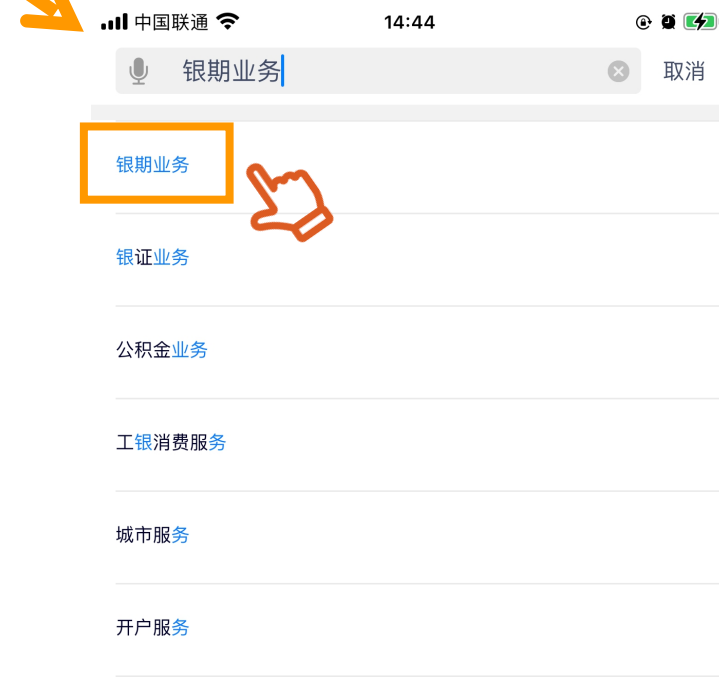 中国联通 14:44
银期业务 取消
银期业务
银证业务
公积金业务
工银消费服务
城市服务
开户服务